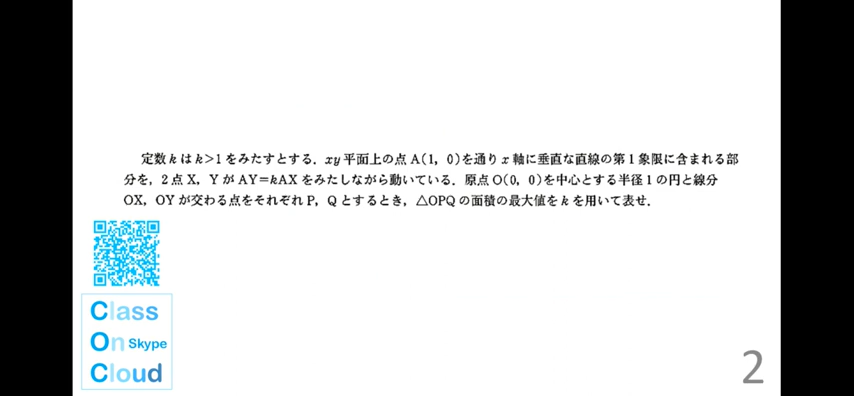 定数kはk>1をみたすとする．xy平面上の点A(1, 0)を通りx軸に垂直な直線の第1象限に含まれる部
分を，2点X，YがAY=kAXをみたしながら動いている．原点O(0, 0)を中心とする半径1の円と線分
OX，OYが交わる点をそれぞれP，Qとするとき，△OPQの面積の最大値をkを用いて表せ．
Class
On Skype
Cloud
2